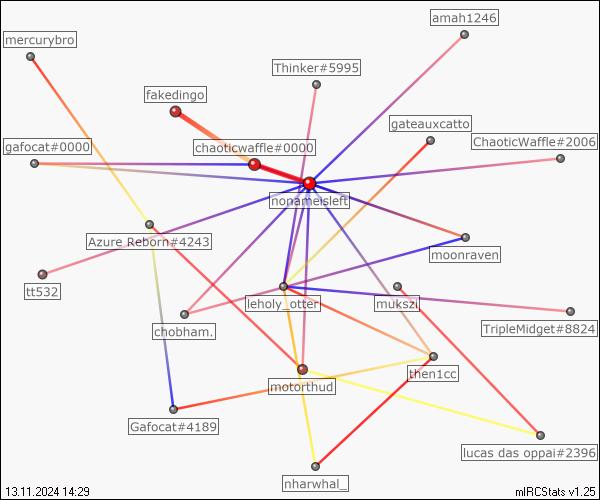 amah1246
mercurybro
Thinker#5995
fakedingo
gateauxcatto
gafocat#0000
chaoticwaffle#0000
ChaoticWaffle#2006
nonameisleft
Azure Reborn#4243
moonraven
tt532
leholy_otter
mukszi
chobham.
TripleMidget#8824
then1cc
motorthud
Gafocat#4189
lucas das oppai#2396
nharwhal_
13.11.2024 14:29
mIRCStats v1.25